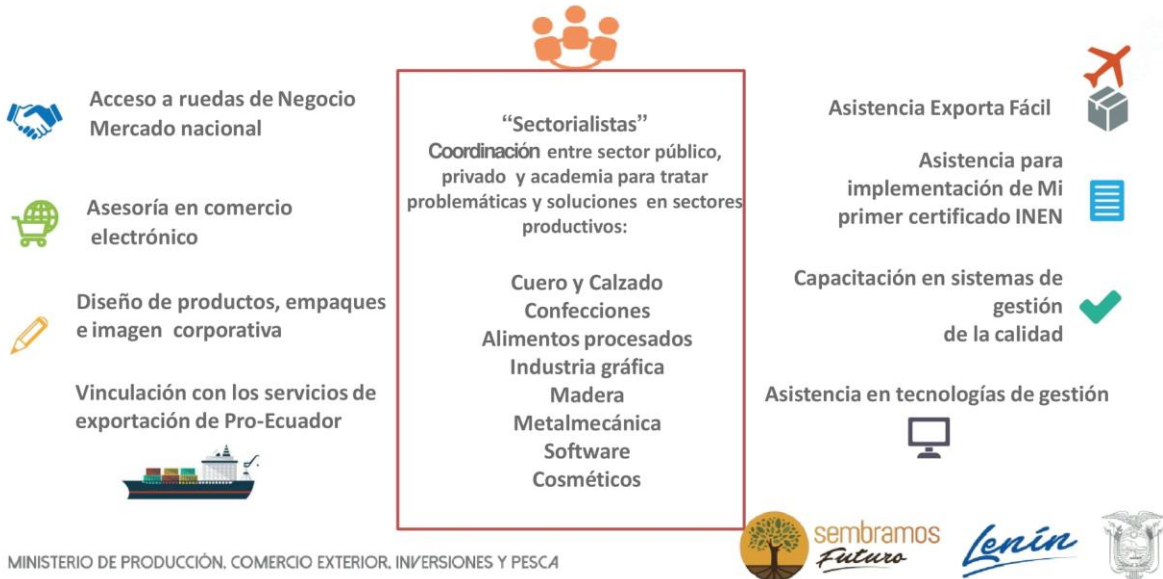 Acceso a ruedas de Negocio
Mercado nacional
Asesoría en comercio
electrónico
Diseño de productos, empaques
e imagen corporativa
Vinculación con los servicios de
exportación de Pro-Ecuador
“Sectorialistas”
Coordinación entre sector público,
privado y academia para tratar
problemáticas y soluciones en sectores
productivos:
Cuero y Calzado
Confecciones
Alimentos procesados
Industria gráfica
Madera
Metalmecánica
Software
Cosméticos
Asistencia Exporta Fácil
Asistencia para
implementación de Mi
primer certificado INEN
Capacitación en sistemas de
gestión
de la calidad
Asistencia en tecnologías de gestión
MINISTERIO DE PRODUCCIÓN, COMERCIO EXTERIOR, INVERSIONES Y PESCA
sembramos
Futuro
Lenín